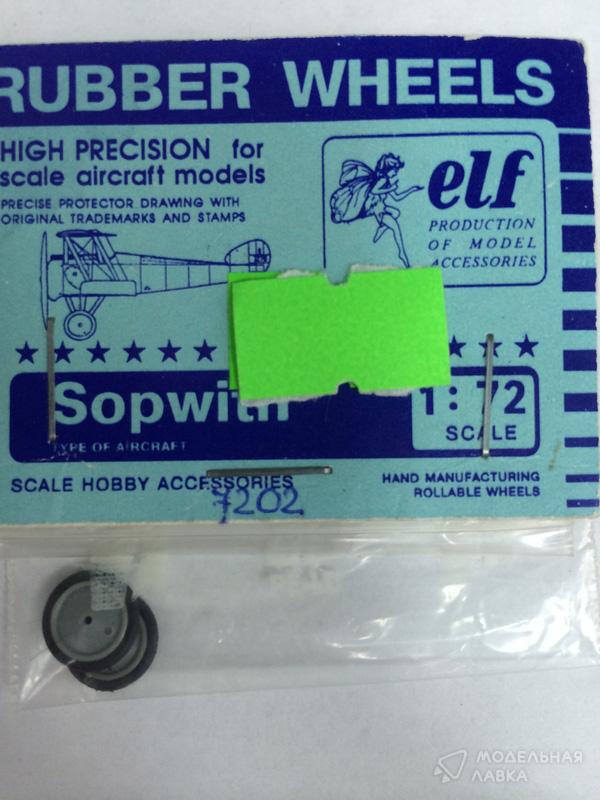 RUBBER WHEELS
HIGH PRECISION for
scale aircraft models
PRECISE PROTECTOR DRAWING WITH
ORIGINAL TRADEMARKS AND STAMPS
elf
PRODUCTION
OF MODEL
ACCESSORIES
Sopwith
TYPE OF AIRCRAFT
1:72
SCALE
SCALE HOBBY ACCESSORIES
7202
HAND MANUFACTURING
ROLLABLE WHEELS
МОДЕЛЬНАЯ
ЛАВКА